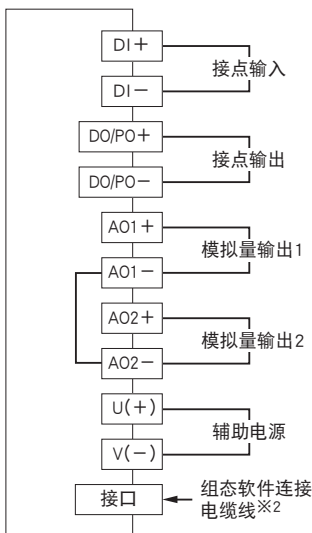 DI+
接点输入
DI−
DO/PO+
接点输出
DO/PO−
AO1+
模拟量输出1
AO1−
AO2+
模拟量输出2
AO2−
U(+)
辅助电源
V(−)
接口
组态软件连接
电缆线※2